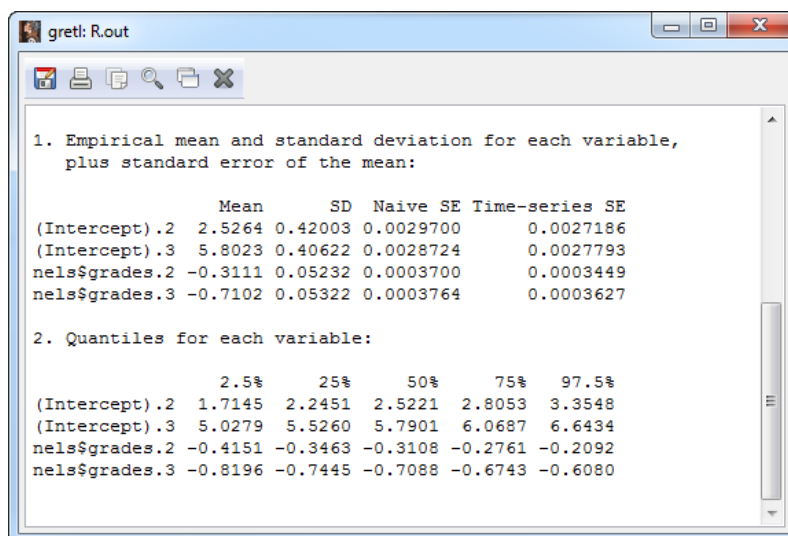 gretl: R.out
1. Empirical mean and standard deviation for each variable,
plus standard error of the mean:
Mean SD Naive SE Time-series SE
(Intercept).2 2.5264 0.42003 0.0029700 0.0027186
(Intercept).3 5.8023 0.40622 0.0028724 0.0027793
nels$grades.2 -0.3111 0.05232 0.0003700 0.0003449
nels$grades.3 -0.7102 0.05322 0.0003764 0.0003627
2. Quantiles for each variable:
2.5% 25% 50% 75% 97.5%
(Intercept).2 1.7145 2.2451 2.5221 2.8053 3.3548
(Intercept).3 5.0279 5.5260 5.7901 6.0687 6.6434
nels$grades.2 -0.4151 -0.3463 -0.3108 -0.2761 -0.2092
nels$grades.3 -0.8196 -0.7445 -0.7088 -0.6743 -0.6080